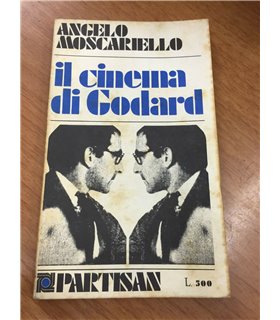 ANGELO
MOSCARIELLO
il cinema
di Godard
PARTISAN
L. 500